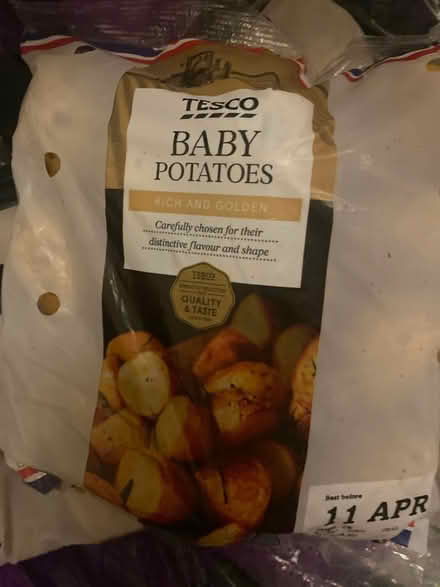 TESCO
BABY
POTATOES
RICH AND GOLDEN
Carefully chosen for their
distinctive flavour and shape
TESCO
QUALITY
& TASTE
Best before
11 APR